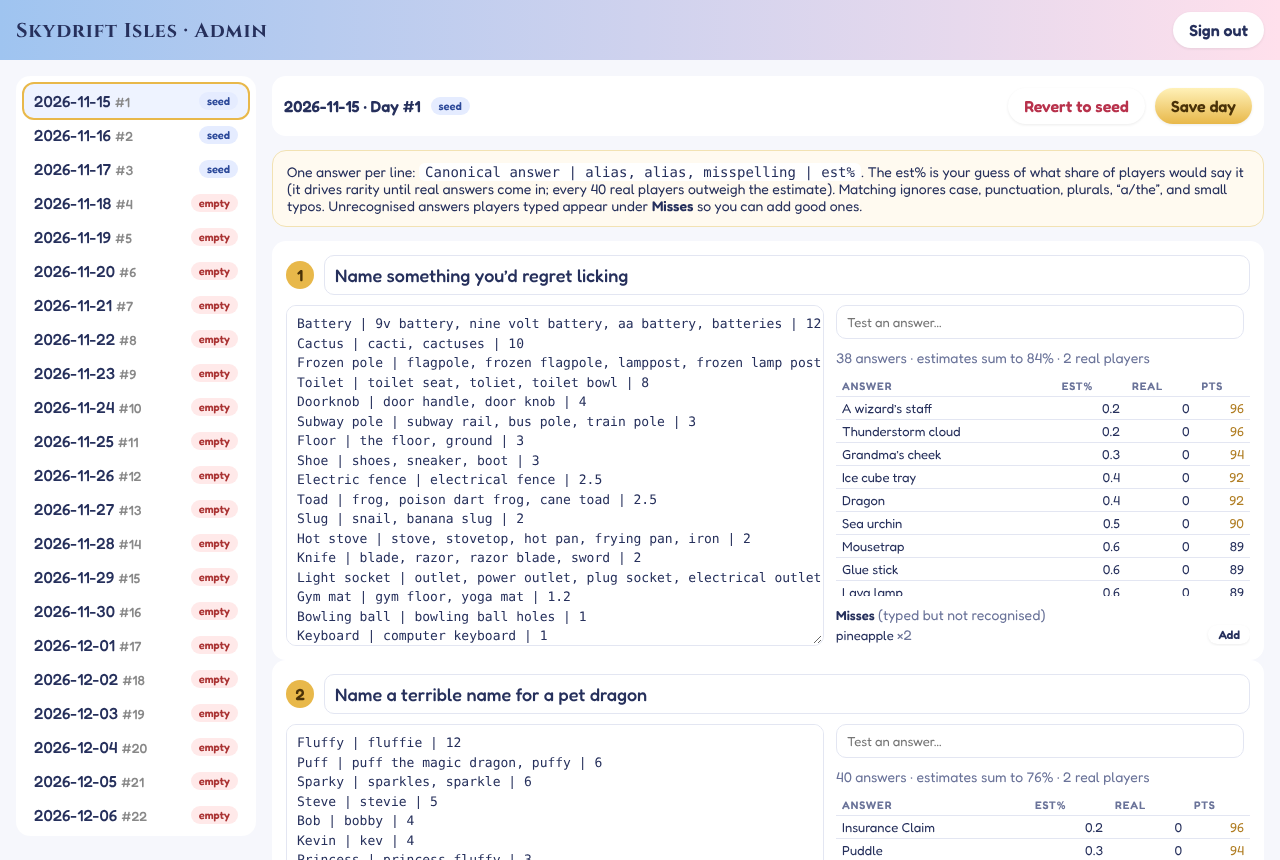 Skydrift Isles · Admin
Sign out
2026-11-15 #1 seed
2026-11-16 #2 seed
2026-11-17 #3 seed
2026-11-18 #4 empty
2026-11-19 #5 empty
2026-11-20 #6 empty
2026-11-21 #7 empty
2026-11-22 #8 empty
2026-11-23 #9 empty
2026-11-24 #10 empty
2026-11-25 #11 empty
2026-11-26 #12 empty
2026-11-27 #13 empty
2026-11-28 #14 empty
2026-11-29 #15 empty
2026-11-30 #16 empty
2026-12-01 #17 empty
2026-12-02 #18 empty
2026-12-03 #19 empty
2026-12-04 #20 empty
2026-12-05 #21 empty
2026-12-06 #22 empty
2026-11-15 · Day #1 seed
Revert to seed
Save day
One answer per line: Canonical answer | alias, alias, misspelling | est% . The est% is your guess of what share of players would say it
(it drives rarity until real answers come in; every 40 real players outweigh the estimate). Matching ignores case, punctuation, plurals, “a/the”, and small
typos. Unrecognised answers players typed appear under Misses so you can add good ones.
1 Name something you’d regret licking
Battery | 9v battery, nine volt battery, aa battery, batteries | 12
Cactus | cacti, cactuses | 10
Frozen pole | flagpole, frozen flagpole, lamppost, frozen lamp post
Toilet | toilet seat, toliet, toilet bowl | 8
Doorknob | door handle, door knob | 4
Subway pole | subway rail, bus pole, train pole | 3
Floor | the floor, ground | 3
Shoe | shoes, sneaker, boot | 3
Electric fence | electrical fence | 2.5
Toad | frog, poison dart frog, cane toad | 2.5
Slug | snail, banana slug | 2
Hot stove | stove, stovetop, hot pan, frying pan, iron | 2
Knife | blade, razor, razor blade, sword | 2
Light socket | outlet, power outlet, plug socket, electrical outlet
Gym mat | gym floor, yoga mat | 1.2
Bowling ball | bowling ball holes | 1
Keyboard | computer keyboard | 1
Test an answer…
38 answers · estimates sum to 84% · 2 real players
ANSWER EST% REAL PTS
A wizard’s staff 0.2 0 96
Thunderstorm cloud 0.2 0 96
Grandma’s cheek 0.3 0 94
Ice cube tray 0.4 0 92
Dragon 0.4 0 92
Sea urchin 0.5 0 90
Mousetrap 0.6 0 89
Glue stick 0.6 0 89
Lava lamp 0.6 0 89
Misses (typed but not recognised)
pineapple ×2 Add
2 Name a terrible name for a pet dragon
Fluffy | fluffie | 12
Puff | puff the magic dragon, puffy | 6
Sparky | sparkles, sparkle | 6
Steve | stevie | 5
Bob | bobby | 4
Kevin | kev | 4
Princess | princess fluffy | 3
Test an answer…
40 answers · estimates sum to 76% · 2 real players
ANSWER EST% REAL PTS
Insurance Claim 0.2 0 96
Puddle 0.3 0 94